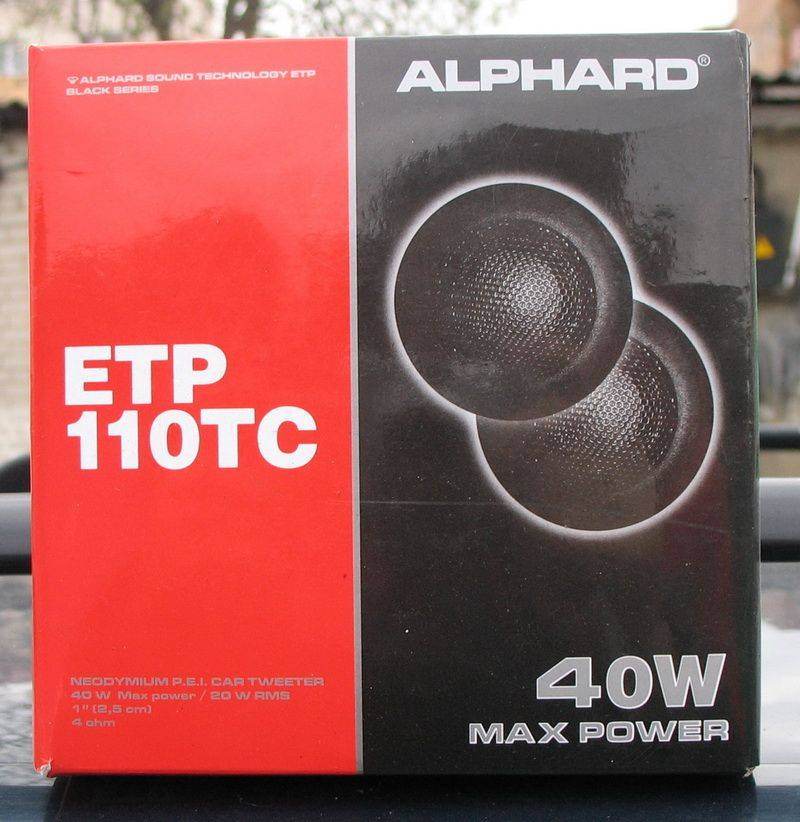 ALPHARD SOUND TECHNOLOGY ETP
BLACK SERIES
ALPHARD®
ETP
110TC
NEODYMIUM P.E.I. CAR TWEETER
40 W Max power / 20 W RMS
1" (2,5 cm)
4 ohm
40W
MAX POWER